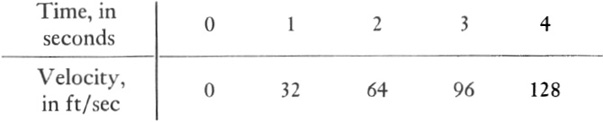 Time, in
seconds 0 1 2 3 4
Velocity,
in ft/sec 0 32 64 96 128